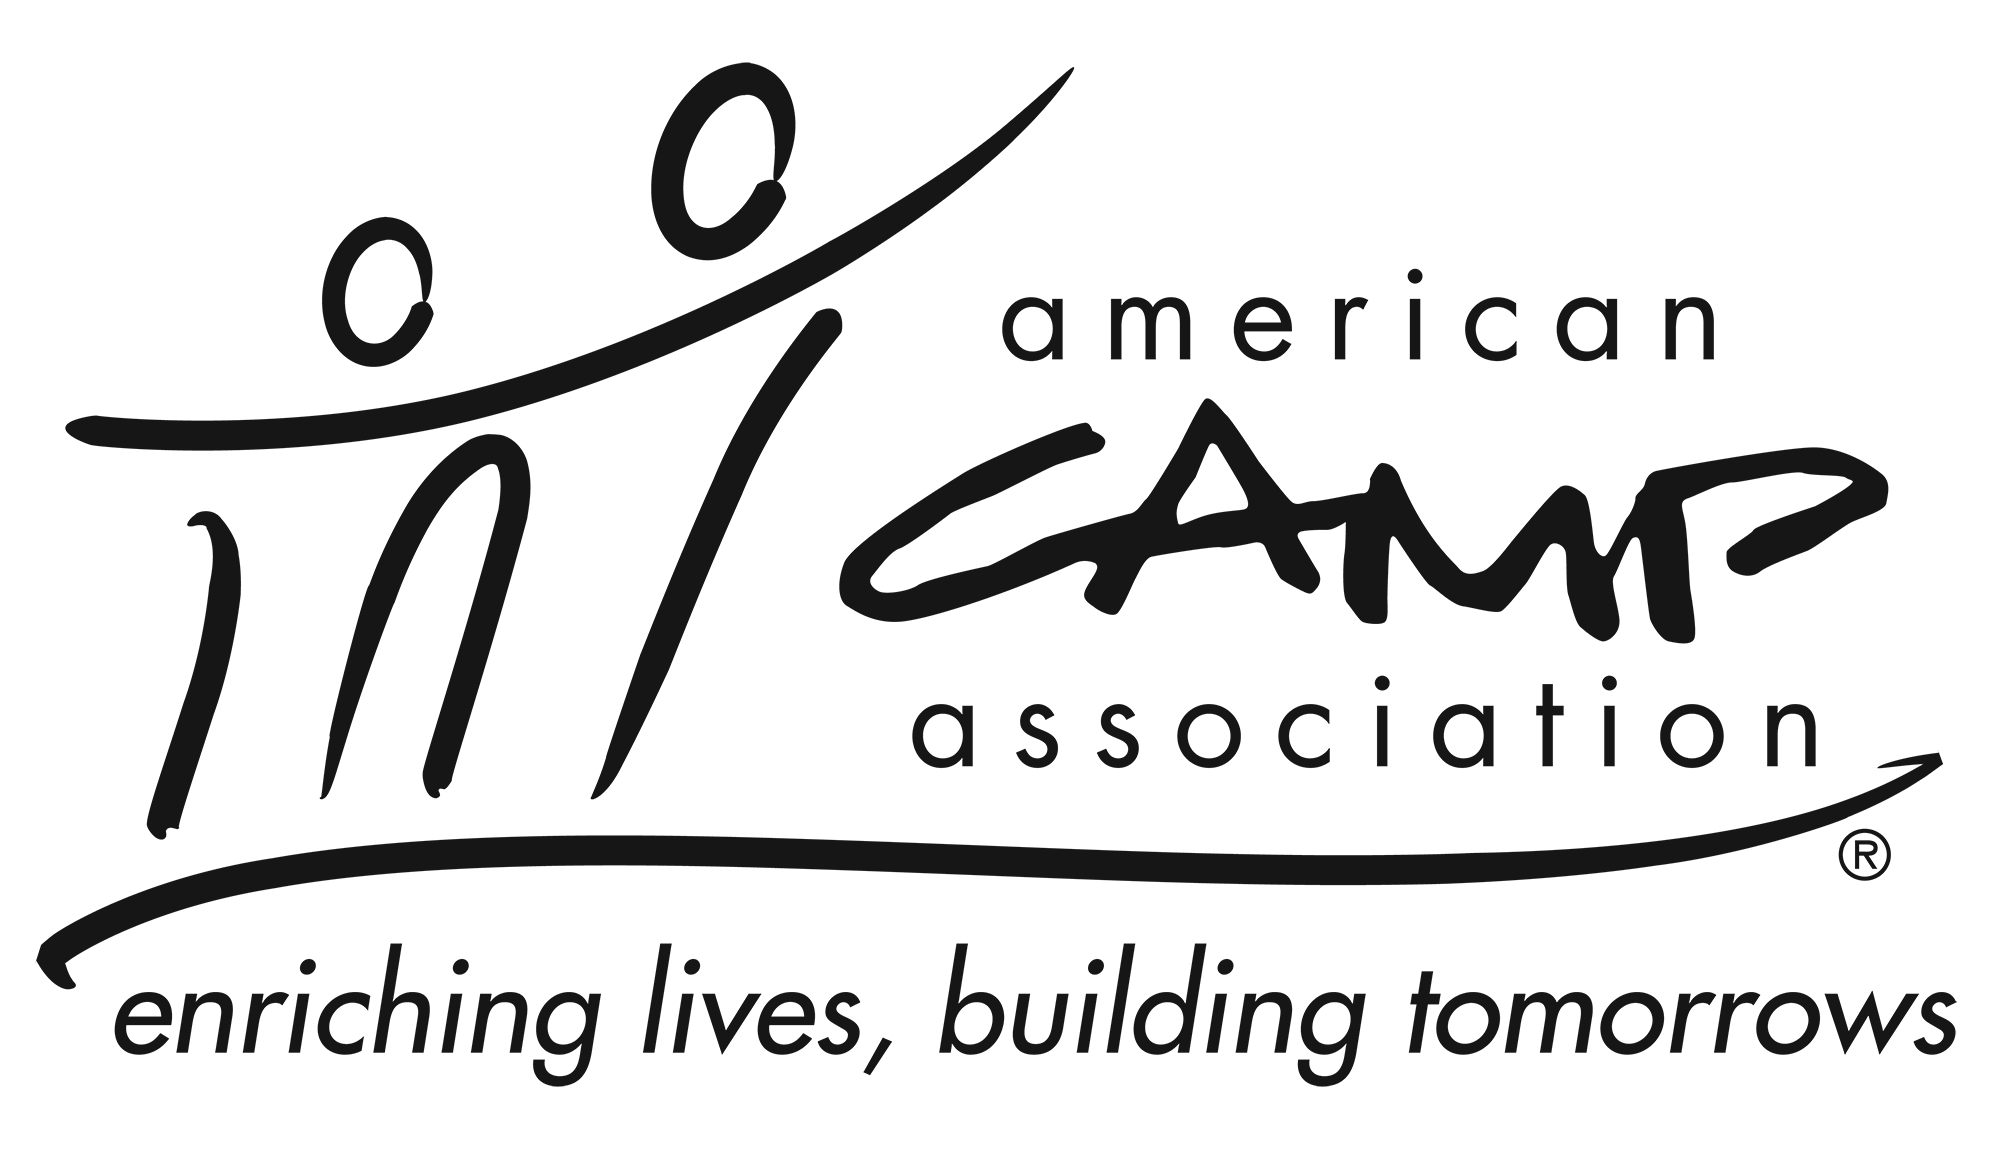 american
CAMP
association
®
enriching lives, building tomorrows